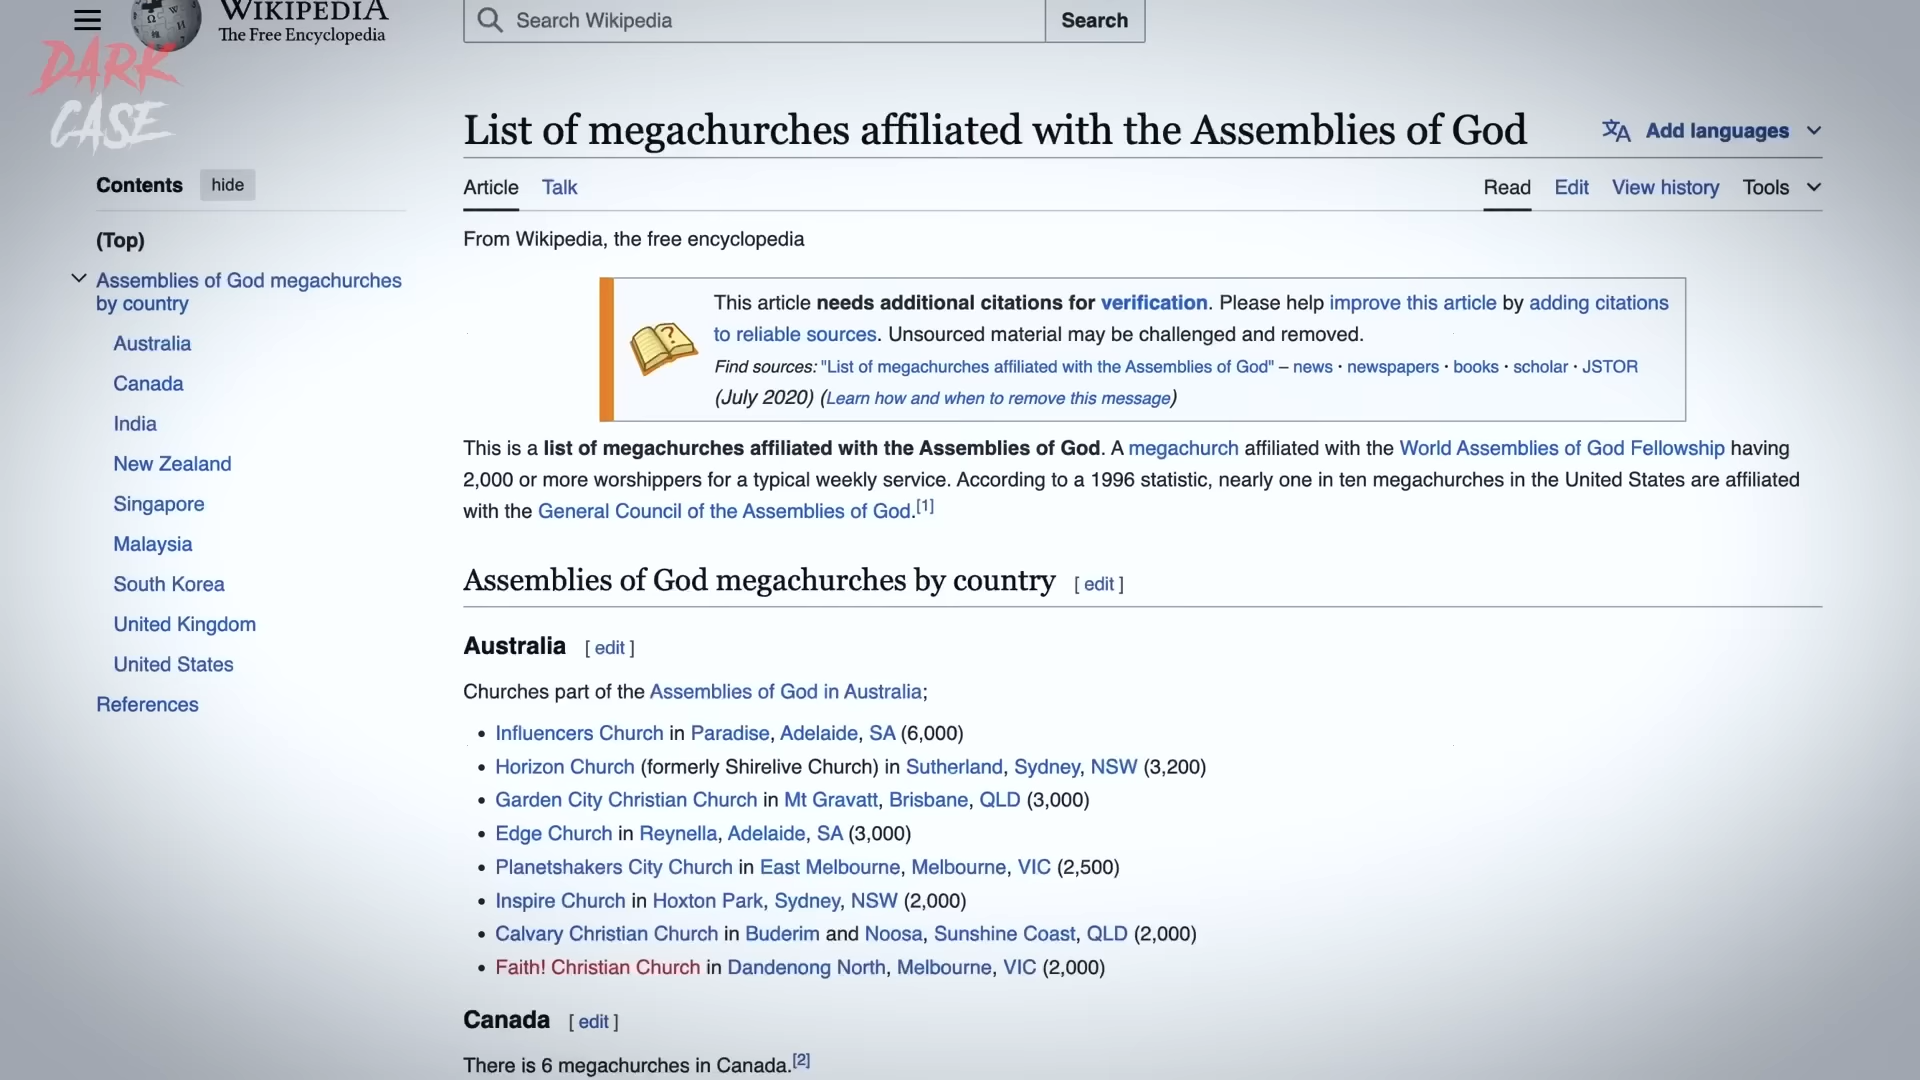 WIKIPEDIA
The Free Encyclopedia
Search Wikipedia
Search
DARK
CASE
List of megachurches affiliated with the Assemblies of God
Add languages
Contents hide
Article Talk
Read Edit View history Tools
(Top)
From Wikipedia, the free encyclopedia
Assemblies of God megachurches
by country
Australia
Canada
India
New Zealand
Singapore
Malaysia
South Korea
United Kingdom
United States
References
This article needs additional citations for verification. Please help improve this article by adding citations
to reliable sources. Unsourced material may be challenged and removed.
Find sources: "List of megachurches affiliated with the Assemblies of God" – news · newspapers · books · scholar · JSTOR
(July 2020) (Learn how and when to remove this message)
This is a list of megachurches affiliated with the Assemblies of God. A megachurch affiliated with the World Assemblies of God Fellowship having
2,000 or more worshippers for a typical weekly service. According to a 1996 statistic, nearly one in ten megachurches in the United States are affiliated
with the General Council of the Assemblies of God.[1]
Assemblies of God megachurches by country [ edit ]
Australia [ edit ]
Churches part of the Assemblies of God in Australia;
• Influencers Church in Paradise, Adelaide, SA (6,000)
• Horizon Church (formerly Shirelive Church) in Sutherland, Sydney, NSW (3,200)
• Garden City Christian Church in Mt Gravatt, Brisbane, QLD (3,000)
• Edge Church in Reynella, Adelaide, SA (3,000)
• Planetshakers City Church in East Melbourne, Melbourne, VIC (2,500)
• Inspire Church in Hoxton Park, Sydney, NSW (2,000)
• Calvary Christian Church in Buderim and Noosa, Sunshine Coast, QLD (2,000)
• Faith! Christian Church in Dandenong North, Melbourne, VIC (2,000)
Canada [ edit ]
There is 6 megachurches in Canada.[2]